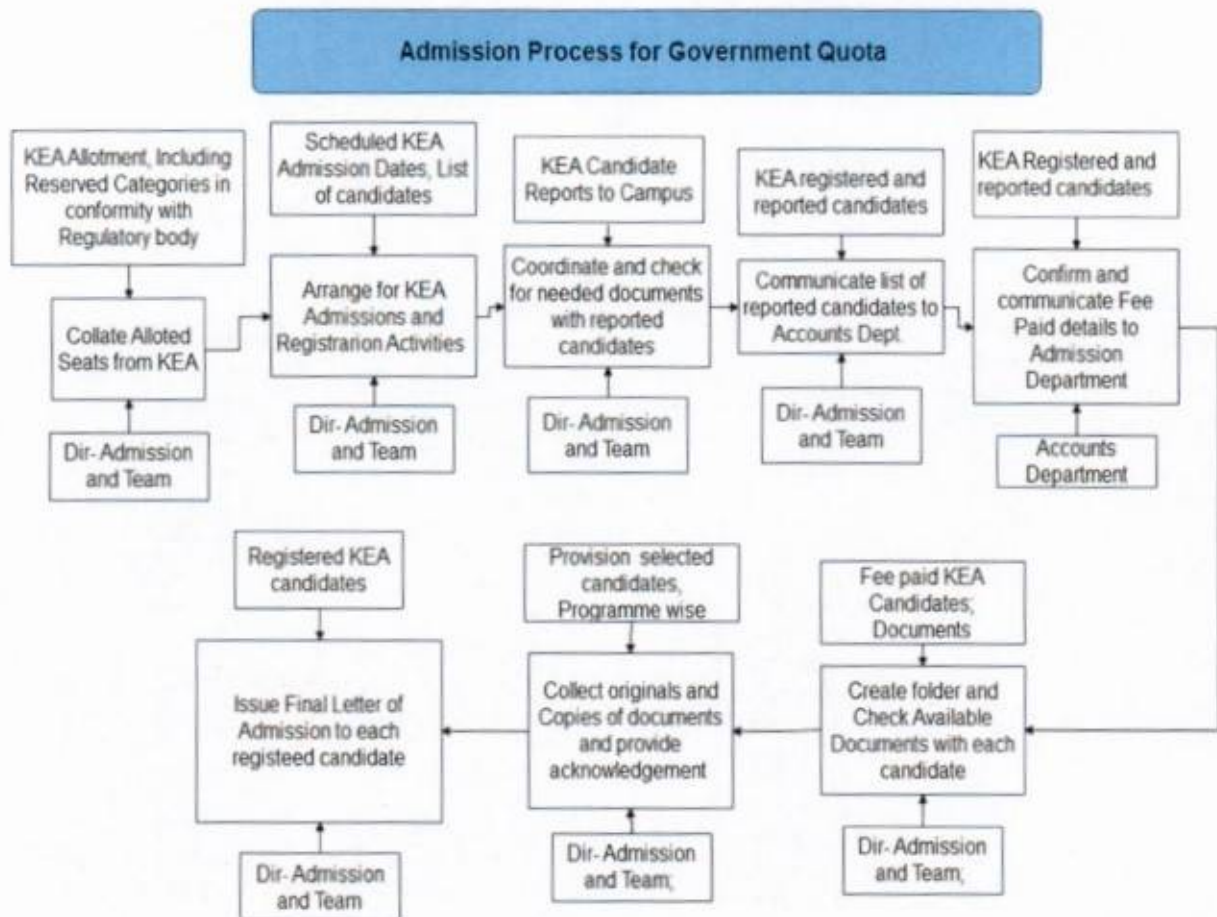 Admission Process for Government Quota
KEA Allotment, Including
Reserved Categories in
conformity with
Regulatory body
Scheduled KEA
Admission Dates, List
of candidates
KEA Candidate
Reports to Campus
KEA registered and
reported candidates
KEA Registered and
reported candidates
Collate Alloted
Seats from KEA
Arrange for KEA
Admissions and
Registrarion Activities
Coordinate and check
for needed documents
with reported
candidates
Communicate list of
reported candidates to
Accounts Dept.
Confirm and
communicate Fee
Paid details to
Admission
Department
Dir- Admission
and Team
Dir- Admission
and Team
Dir- Admission
and Team
Dir- Admission
and Team
Accounts
Department
Fee paid KEA
Candidates;
Documents
Provision selected
candidates,
Programme wise
Registered KEA
candidates
Create folder and
Check Available
Documents with each
candidate
Collect originals and
Copies of documents
and provide
acknowledgement
Issue Final Letter of
Admission to each
registeed candidate
Dir- Admission
and Team;
Dir- Admission
and Team;
Dir- Admission
and Team